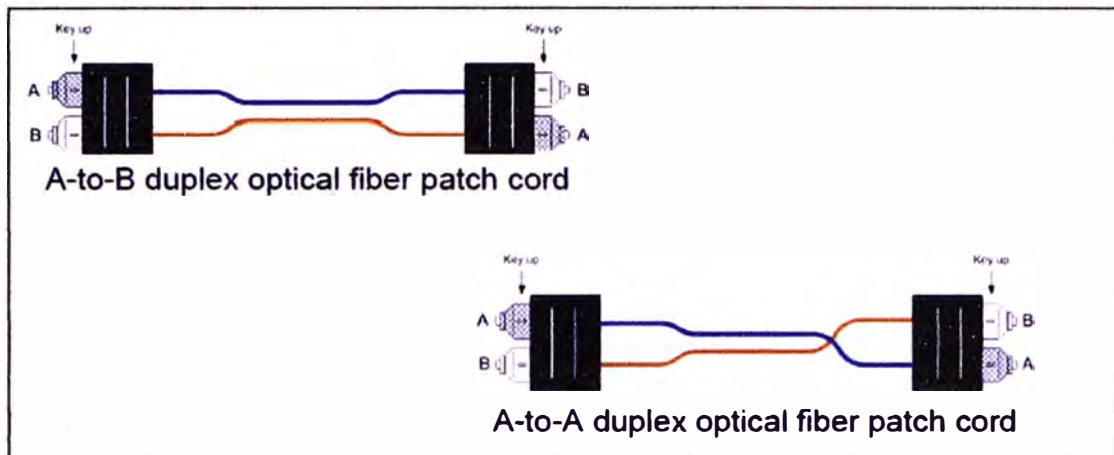 Key up Key up
A B
B A
A-to-B duplex optical fiber patch cord
Key up Key up
A B
B A
A-to-A duplex optical fiber patch cord